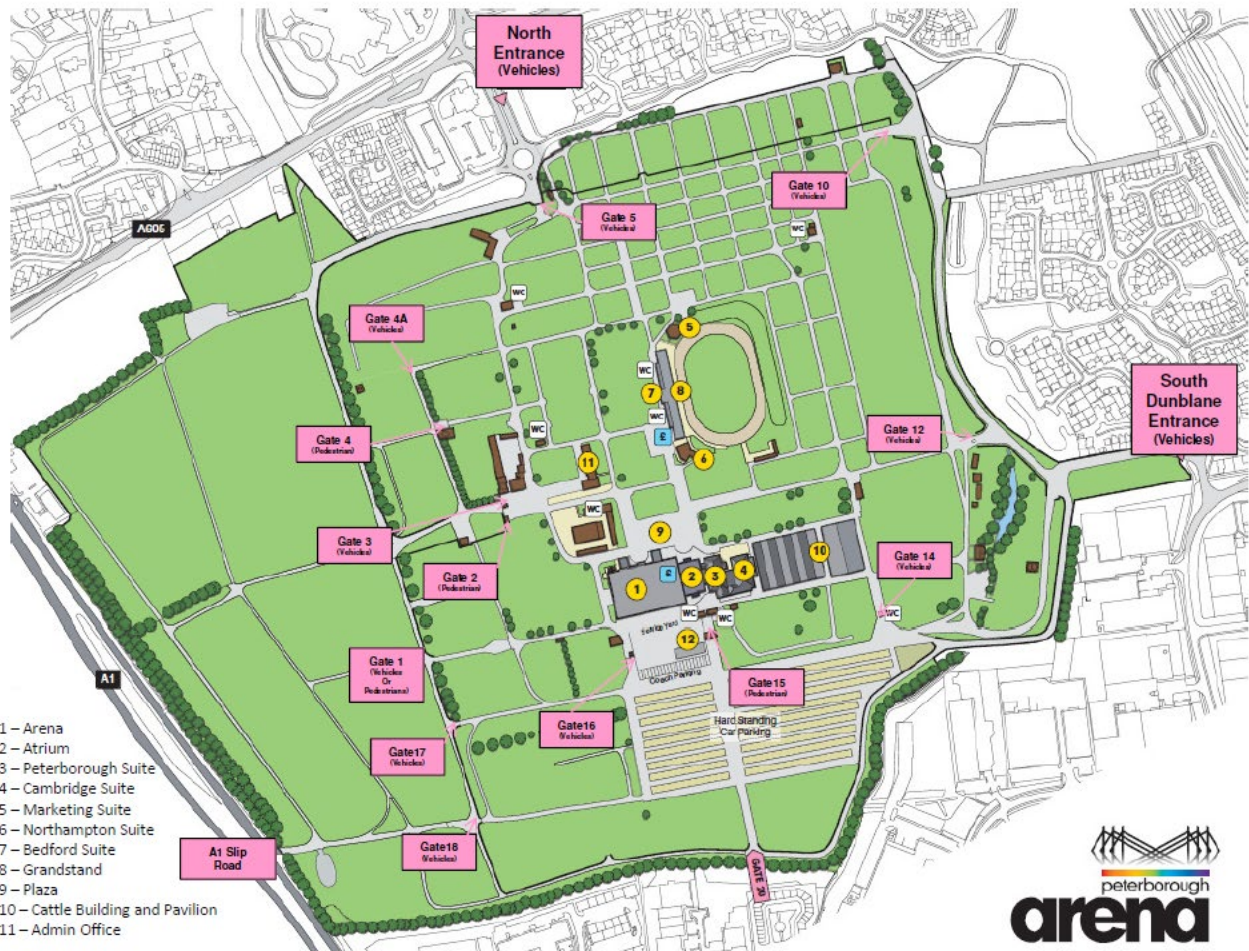 North
Entrance
(Vehicles)
Gate 10
(Vehicles)
Gate 5
(Vehicles)
A605
WC
WC
Gate 4A
(Vehicles)
5
WC
7
8
South
Dunblane
Entrance
(Vehicles)
WC
£
Gate 12
(Vehicles)
Gate 4
(Pedestrian)
WC
6
11
WC
Gate 3
(Vehicles)
9
Gate 2
(Pedestrian)
10
Gate 14
(Vehicles)
£
1
2
3
4
WC
WC
WC
Service Yard
12
Coach Parking
Gate 1
(Vehicles
Or
Pedestrians)
A1
Gate15
(Pedestrian)
Gate16
(Vehicles)
Hard Standing
Car Parking
Gate17
(Vehicles)
Gate18
(Vehicles)
A1 Slip
Road
GATE 20
1 – Arena
2 – Atrium
3 – Peterborough Suite
4 – Cambridge Suite
5 – Marketing Suite
6 – Northampton Suite
7 – Bedford Suite
8 – Grandstand
9 – Plaza
10 – Cattle Building and Pavilion
11 – Admin Office
peterborough
arena